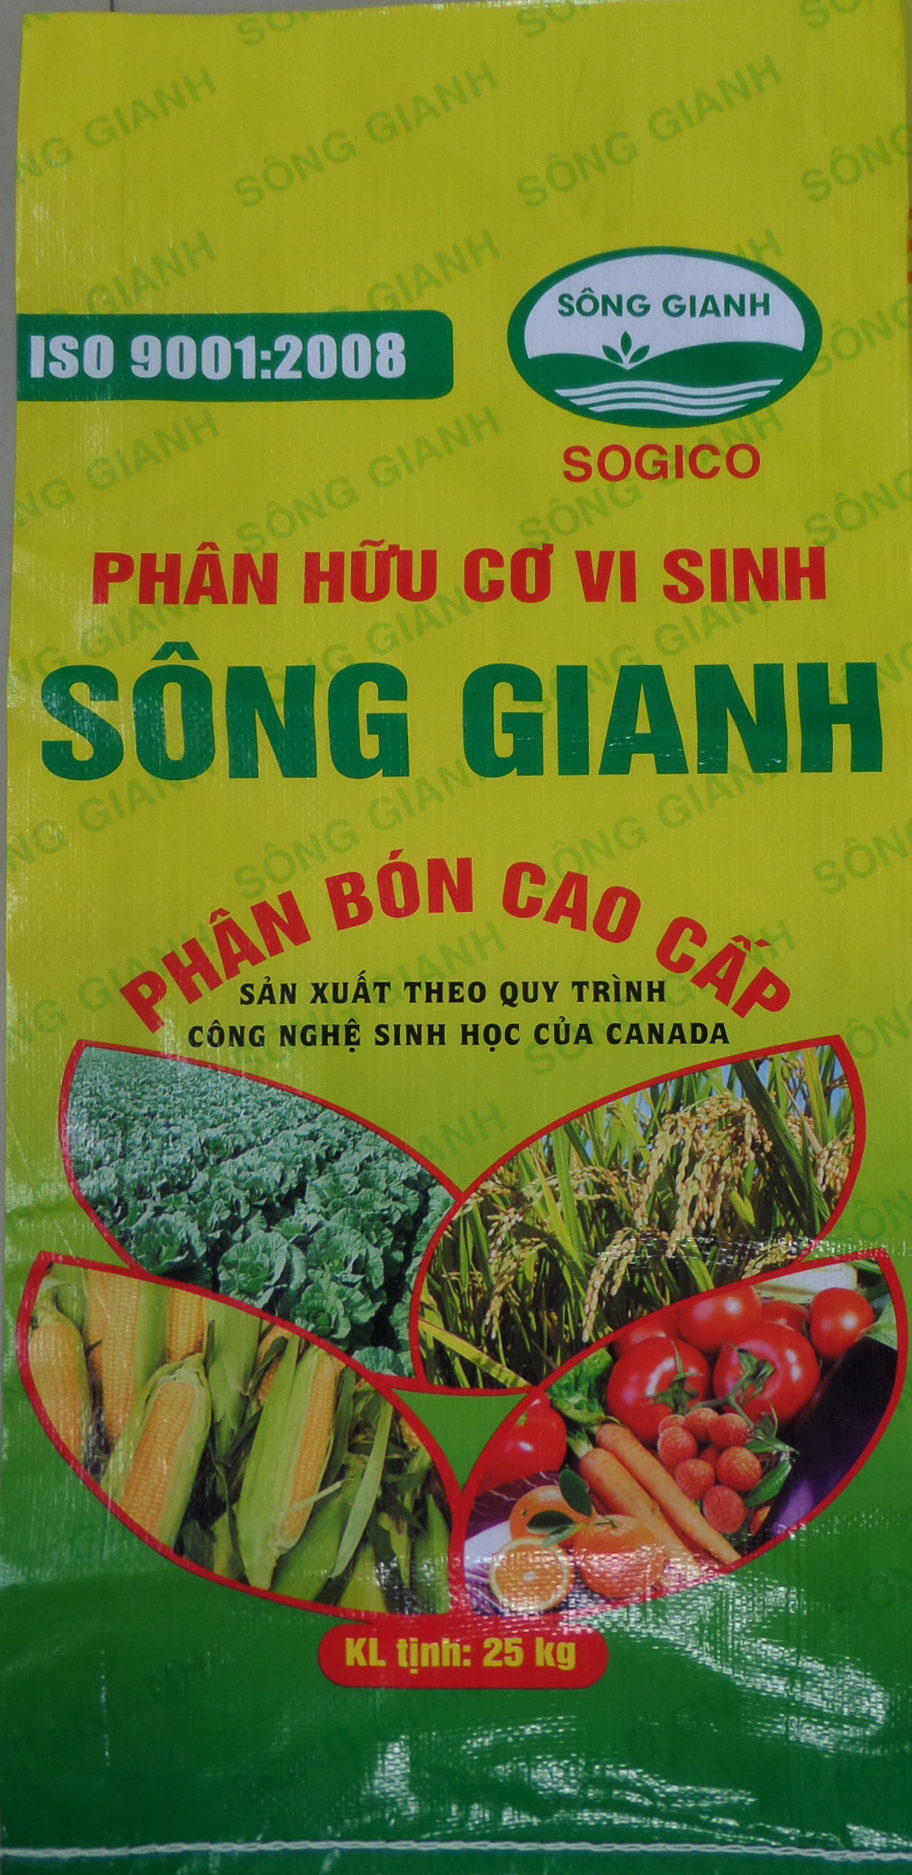 ISO 9001:2008
SÔNG GIANH
SOGICO
PHÂN HỮU CƠ VI SINH
SÔNG GIANH
PHÂN BÓN CAO CẤP
SẢN XUẤT THEO QUY TRÌNH
CÔNG NGHỆ SINH HỌC CỦA CANADA
KL tịnh: 25 kg